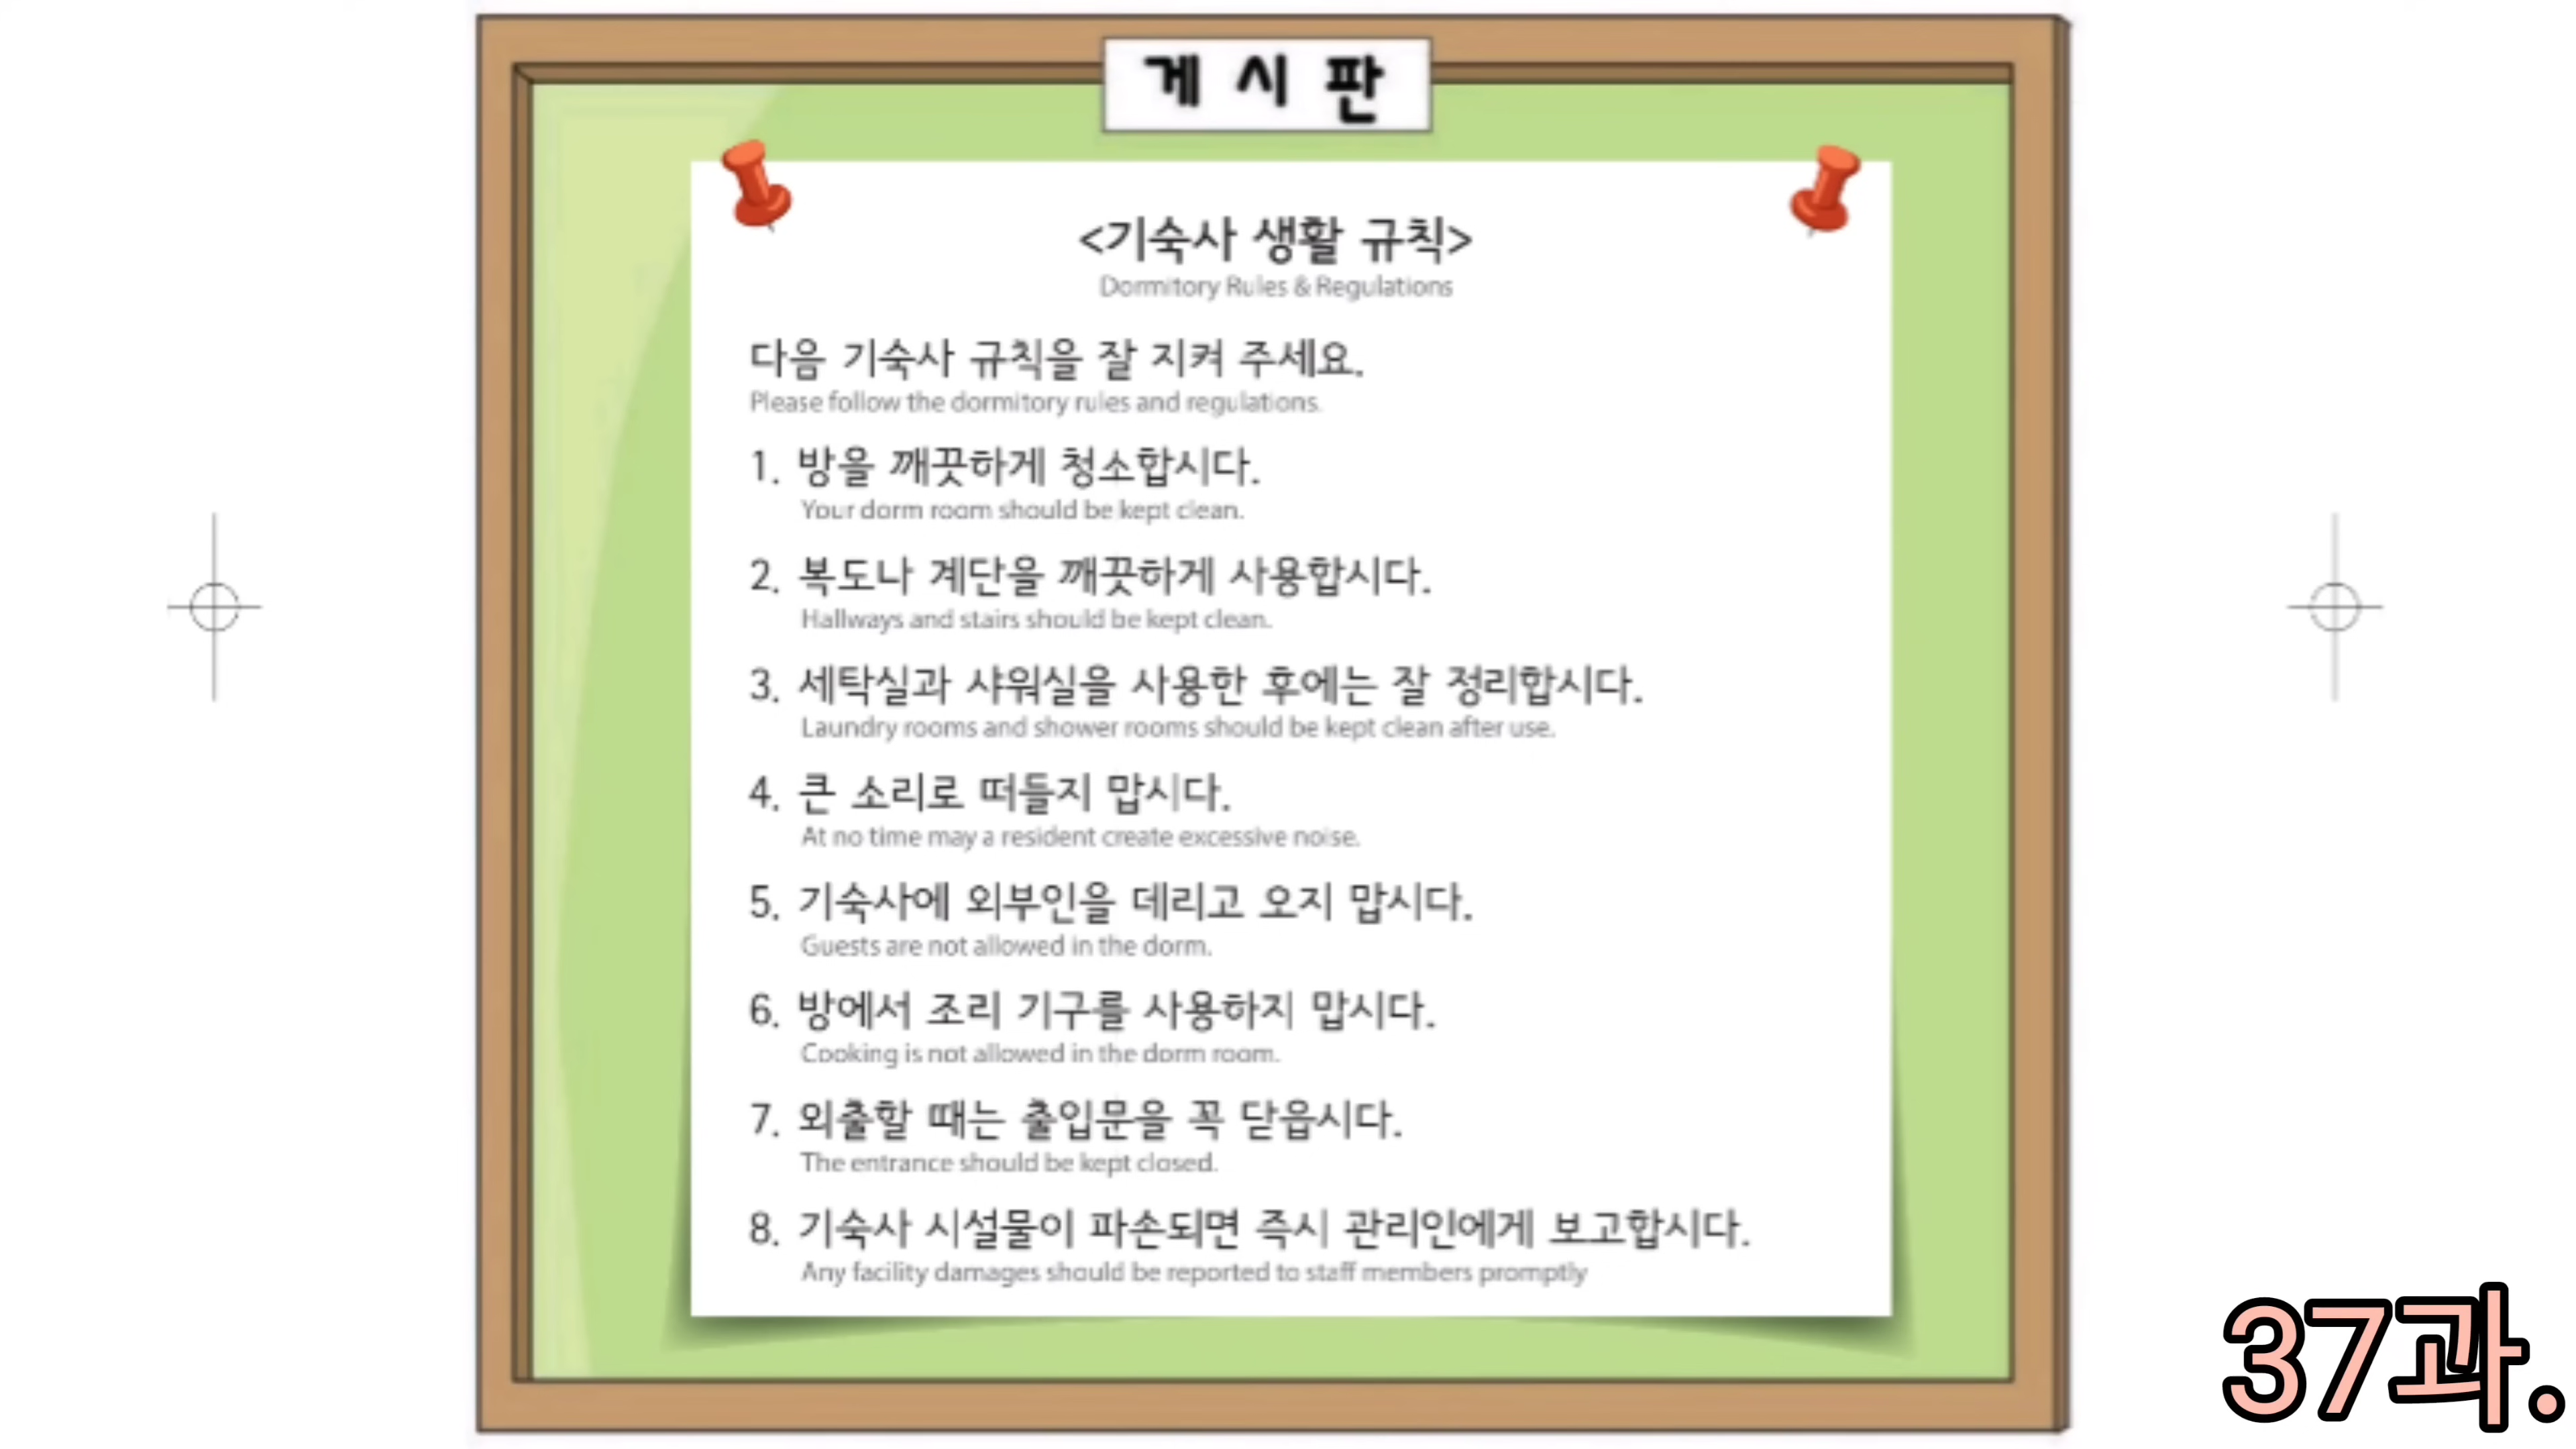 게시판
<기숙사 생활 규칙>
Dormitory Rules & Regulations
다음 기숙사 규칙을 잘 지켜 주세요.
Please follow the dormitory rules and regulations.
1. 방을 깨끗하게 청소합시다.
Your dorm room should be kept clean.
2. 복도나 계단을 깨끗하게 사용합시다.
Hallways and stairs should be kept clean.
3. 세탁실과 샤워실을 사용한 후에는 잘 정리합시다.
Laundry rooms and shower rooms should be kept clean after use.
4. 큰 소리로 떠들지 맙시다.
At no time may a resident create excessive noise.
5. 기숙사에 외부인을 데리고 오지 맙시다.
Guests are not allowed in the dorm.
6. 방에서 조리 기구를 사용하지 맙시다.
Cooking is not allowed in the dorm room.
7. 외출할 때는 출입문을 꼭 닫읍시다.
The entrance should be kept closed.
8. 기숙사 시설물이 파손되면 즉시 관리인에게 보고합시다.
Any facility damages should be reported to staff members promptly
37과.